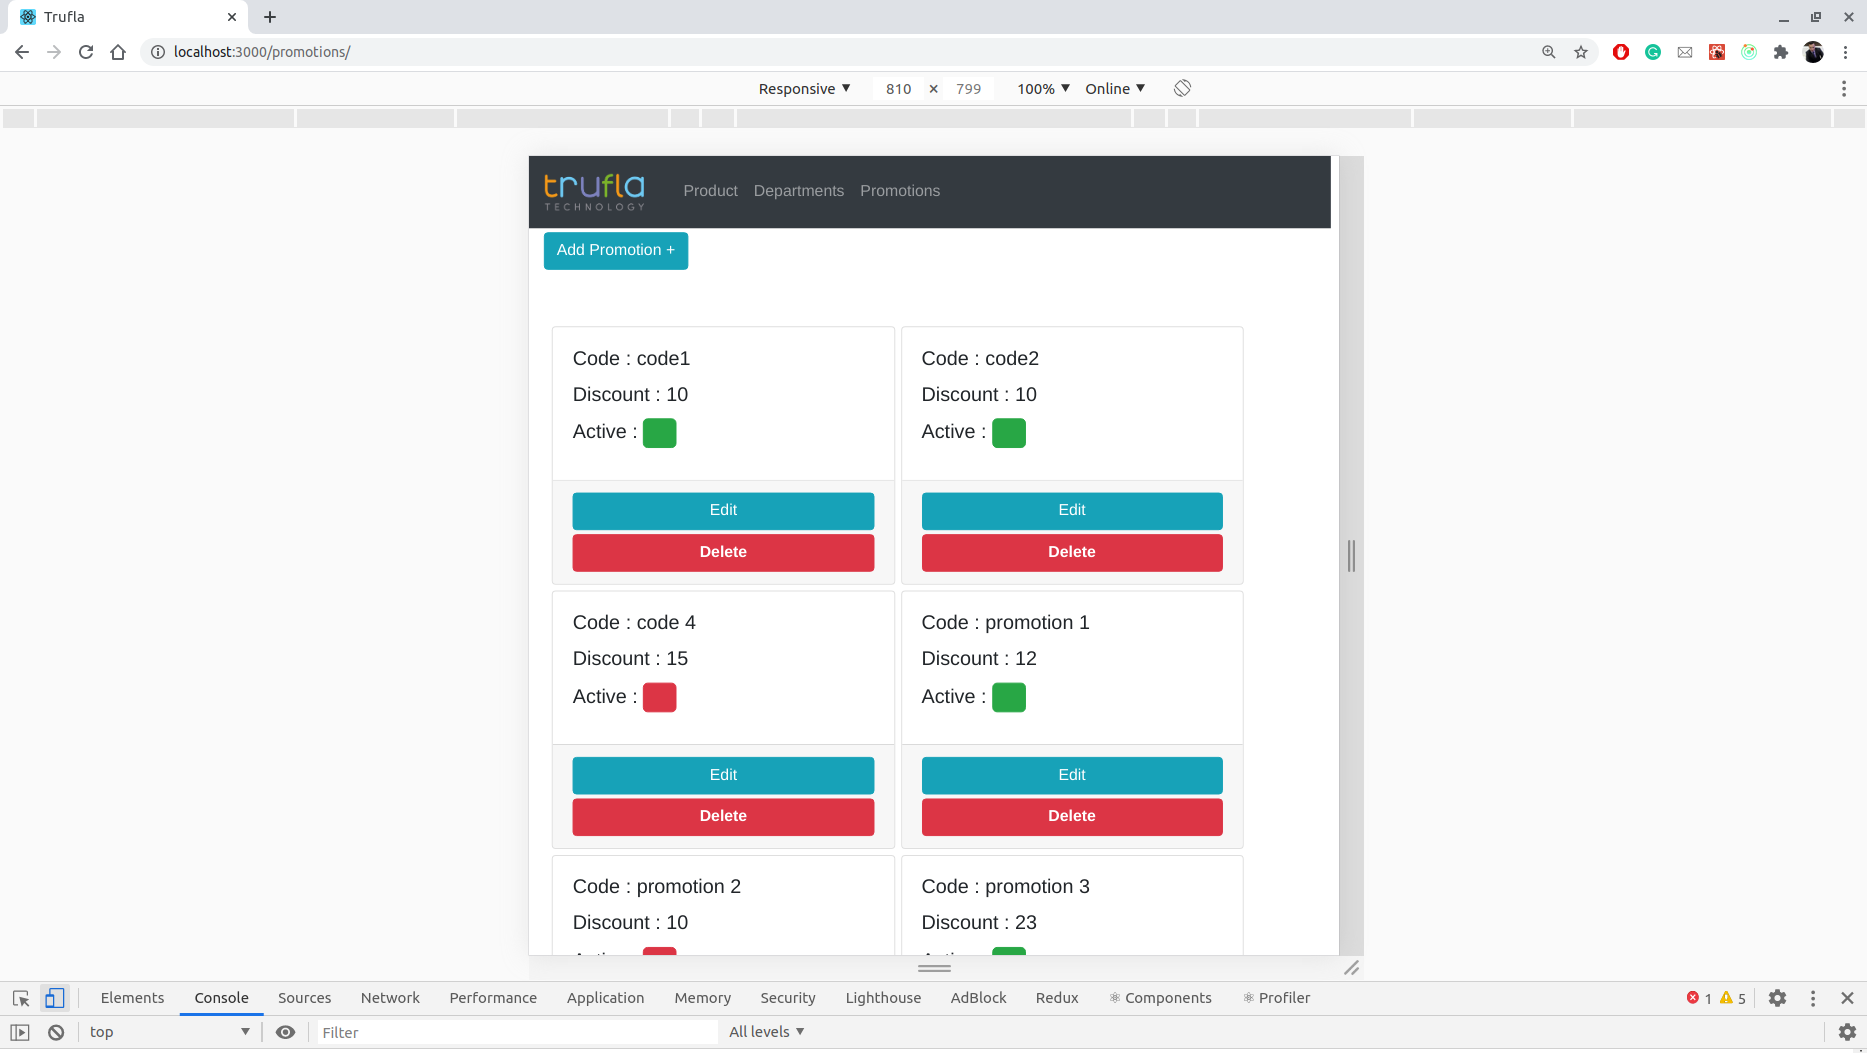 Trufla
localhost:3000/promotions/
Responsive 810 × 799 100% Online
trufla
TECHNOLOGY
Product Departments Promotions
Add Promotion +
Code : code1
Discount : 10
Active :
Edit
Delete
Code : code2
Discount : 10
Active :
Edit
Delete
Code : code 4
Discount : 15
Active :
Edit
Delete
Code : promotion 1
Discount : 12
Active :
Edit
Delete
Code : promotion 2
Discount : 10
Code : promotion 3
Discount : 23
Elements Console Sources Network Performance Application Memory Security Lighthouse AdBlock Redux Components Profiler 1 5
top Filter All levels